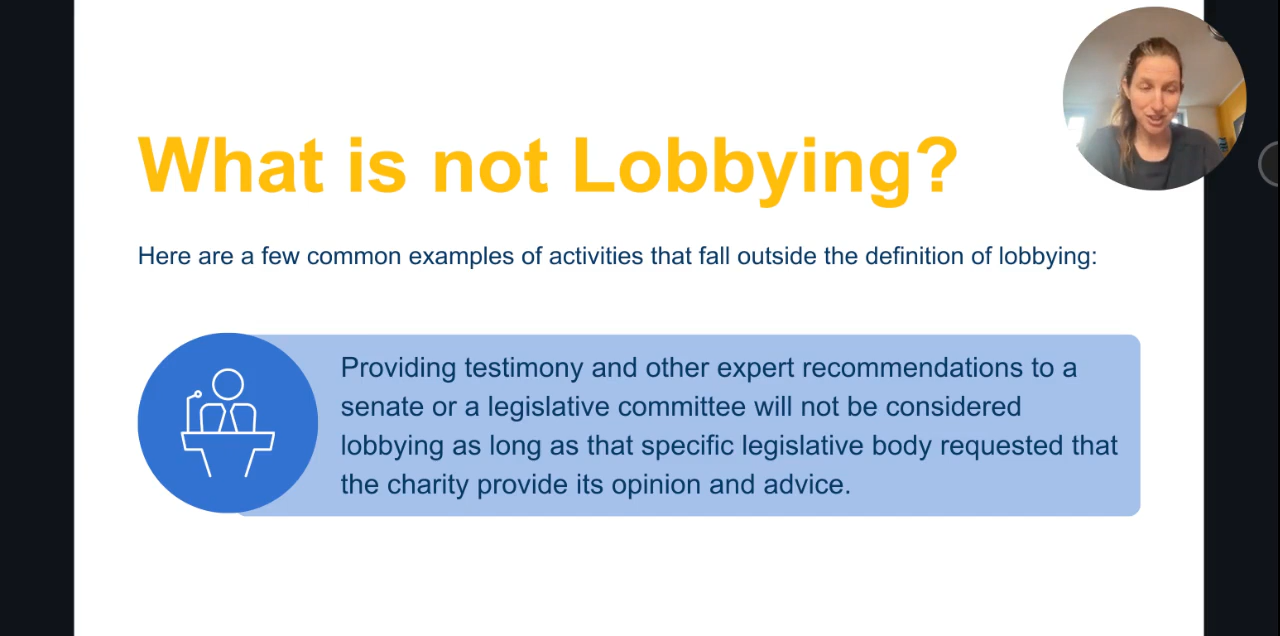 What is not Lobbying?
Here are a few common examples of activities that fall outside the definition of lobbying:
Providing testimony and other expert recommendations to a
senate or a legislative committee will not be considered
lobbying as long as that specific legislative body requested that
the charity provide its opinion and advice.